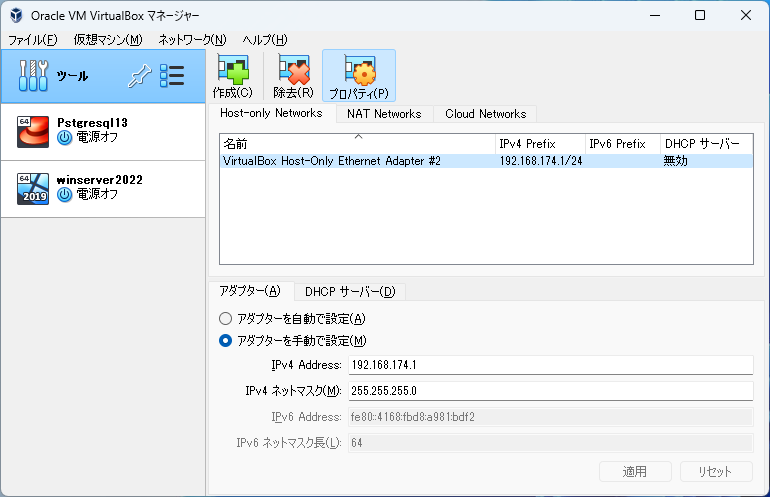 Oracle VM VirtualBox マネージャー
ファイル(F) 仮想マシン(M) ネットワーク(N) ヘルプ(H)
ツール
作成(C) 除去(R) プロパティ(P)
64
Pstgresql13
電源オフ
64
2019
winserver2022
電源オフ
Host-only Networks NAT Networks Cloud Networks
名前 IPv4 Prefix IPv6 Prefix DHCP サーバー
VirtualBox Host-Only Ethernet Adapter #2 192.168.174.1/24 無効
アダプター(A) DHCP サーバー(D)
アダプターを自動で設定(A)
アダプターを手動で設定(M)
IPv4 Address: 192.168.174.1
IPv4 ネットマスク(M): 255.255.255.0
IPv6 Address: fe80::4168:fbd8:a981:bdf2
IPv6 ネットマスク長(L): 64
適用 リセット